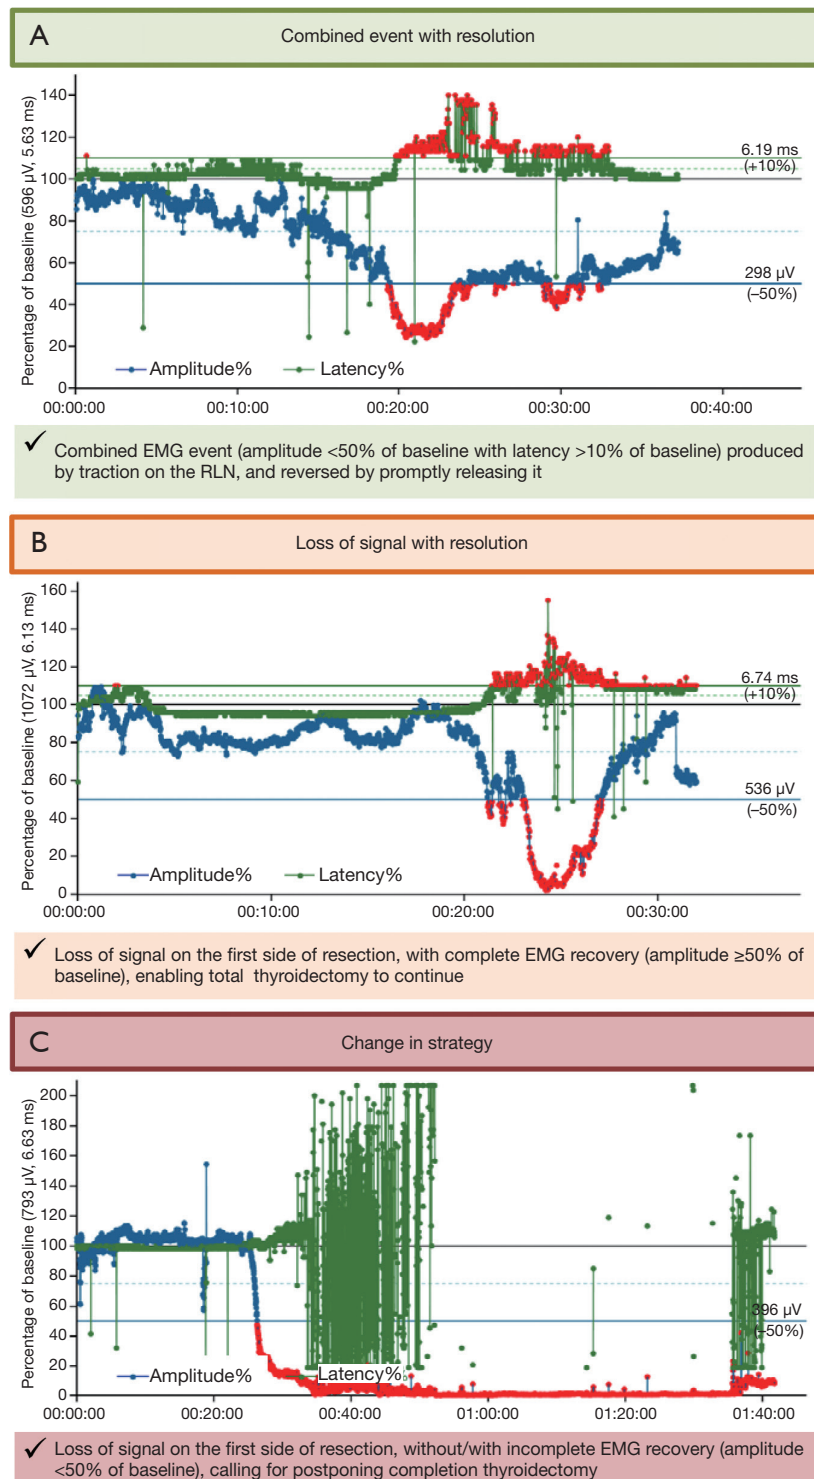 A
Combined event with resolution
Percentage of baseline (596 µV, 5.63 ms)
140
120
100
80
60
40
20
0
6.19 ms
(+10%)
298 µV
(–50%)
Amplitude% Latency%
00:00:00 00:10:00 00:20:00 00:30:00 00:40:00
✓ Combined EMG event (amplitude <50% of baseline with latency >10% of baseline) produced
by traction on the RLN, and reversed by promptly releasing it
B
Loss of signal with resolution
Percentage of baseline (1072 µV, 6.13 ms)
160
140
120
100
80
60
40
20
0
6.74 ms
(+10%)
536 µV
(–50%)
Amplitude% Latency%
00:00:00 00:10:00 00:20:00 00:30:00
✓ Loss of signal on the first side of resection, with complete EMG recovery (amplitude ≥50% of
baseline), enabling total thyroidectomy to continue
C
Change in strategy
Percentage of baseline (793 µV, 6.63 ms)
200
180
160
140
120
100
80
60
40
20
0
396 µV
(–50%)
Amplitude% Latency%
00:00:00 00:20:00 00:40:00 01:00:00 01:20:00 01:40:00
✓ Loss of signal on the first side of resection, without/with incomplete EMG recovery (amplitude
<50% of baseline), calling for postponing completion thyroidectomy